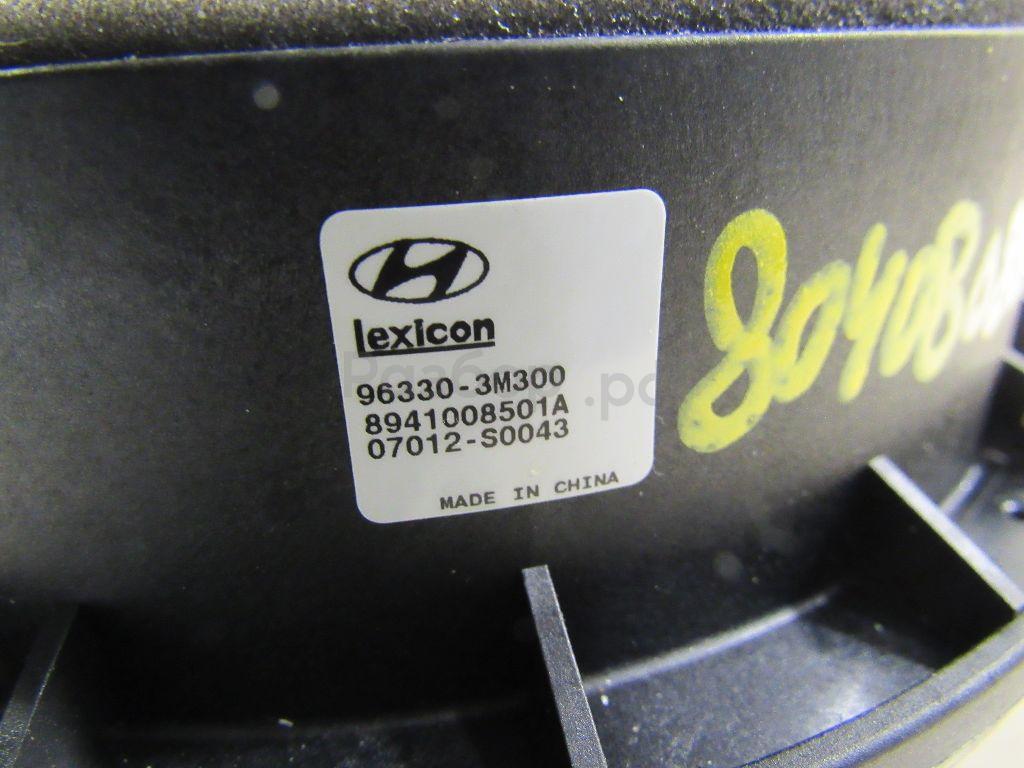 Lexicon
96330-3M300
8941008501A
07012-S0043
MADE IN CHINA